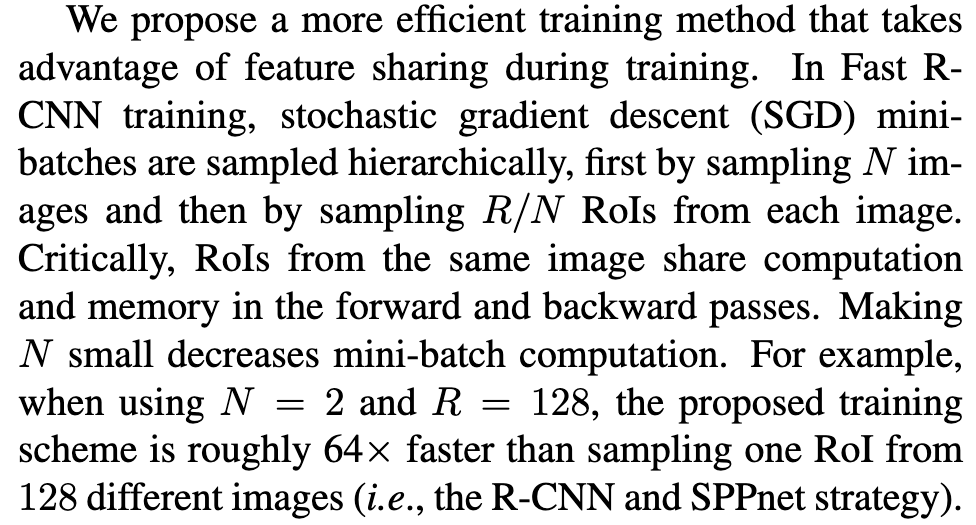 We propose a more efficient training method that takes
advantage of feature sharing during training. In Fast R-
CNN training, stochastic gradient descent (SGD) mini-
batches are sampled hierarchically, first by sampling N im-
ages and then by sampling R/N RoIs from each image.
Critically, RoIs from the same image share computation
and memory in the forward and backward passes. Making
N small decreases mini-batch computation. For example,
when using N = 2 and R = 128, the proposed training
scheme is roughly 64× faster than sampling one RoI from
128 different images (i.e., the R-CNN and SPPnet strategy).